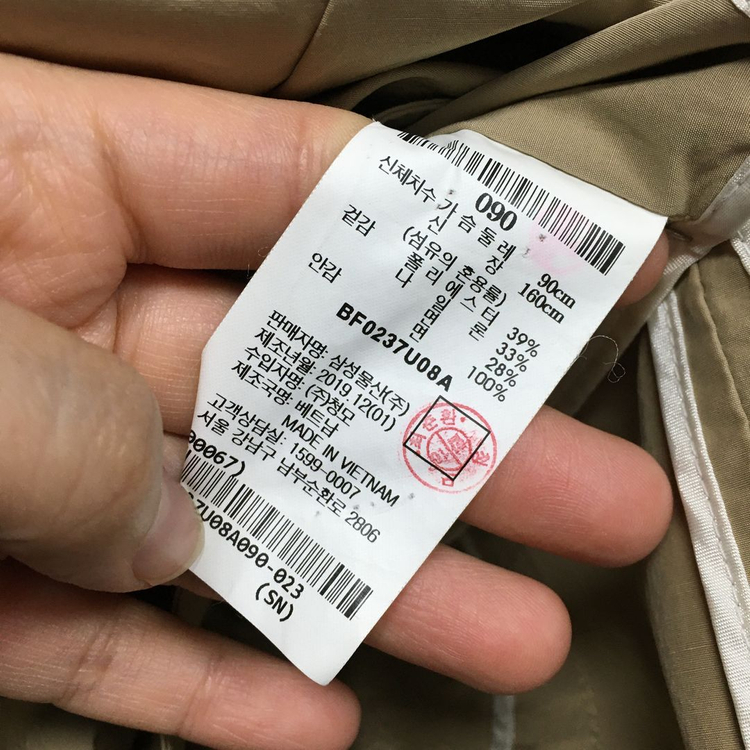 090
신체치수 가슴둘레 90cm
신 장 160cm
(섬유의 혼용률)
겉감 폴리에스터 39%
나 일 론 33%
면 28%
안감 면 100%
BF0237U08A
판매자명: 삼성물산(주)
제조년월: 2019.12(01)
수입자명: (주)청모
제조국명: 베트남
MADE IN VIETNAM
고객상담실: 1599-0007
서울 강남구 남부순환로 2806
00067)
37U08A090-023
(SN)